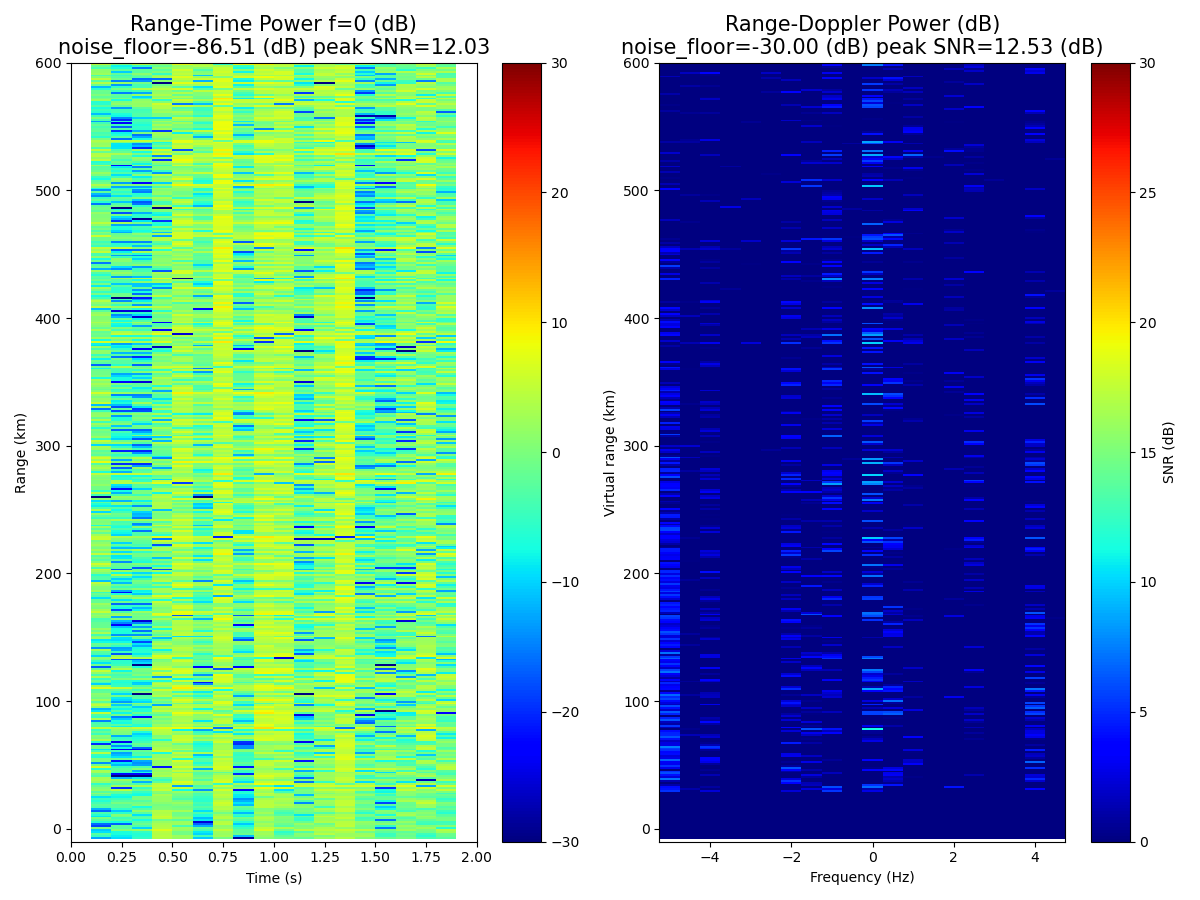 Range-Time Power f=0 (dB)
noise_floor=-86.51 (dB) peak SNR=12.03
Range-Doppler Power (dB)
noise_floor=-30.00 (dB) peak SNR=12.53 (dB)
600
500
400
300
200
100
0
Range (km)
0.00 0.25 0.50 0.75 1.00 1.25 1.50 1.75 2.00
Time (s)
30
20
10
0
−10
−20
−30
600
500
400
300
200
100
0
Virtual range (km)
−4 −2 0 2 4
Frequency (Hz)
30
25
20
15
10
5
0
SNR (dB)